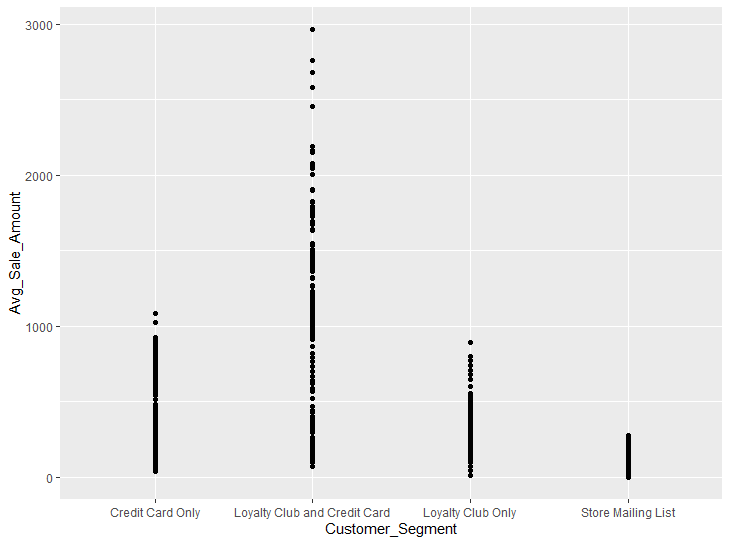 3000
2000
1000
0
Avg_Sale_Amount
Credit Card Only
Loyalty Club and Credit Card
Loyalty Club Only
Store Mailing List
Customer_Segment